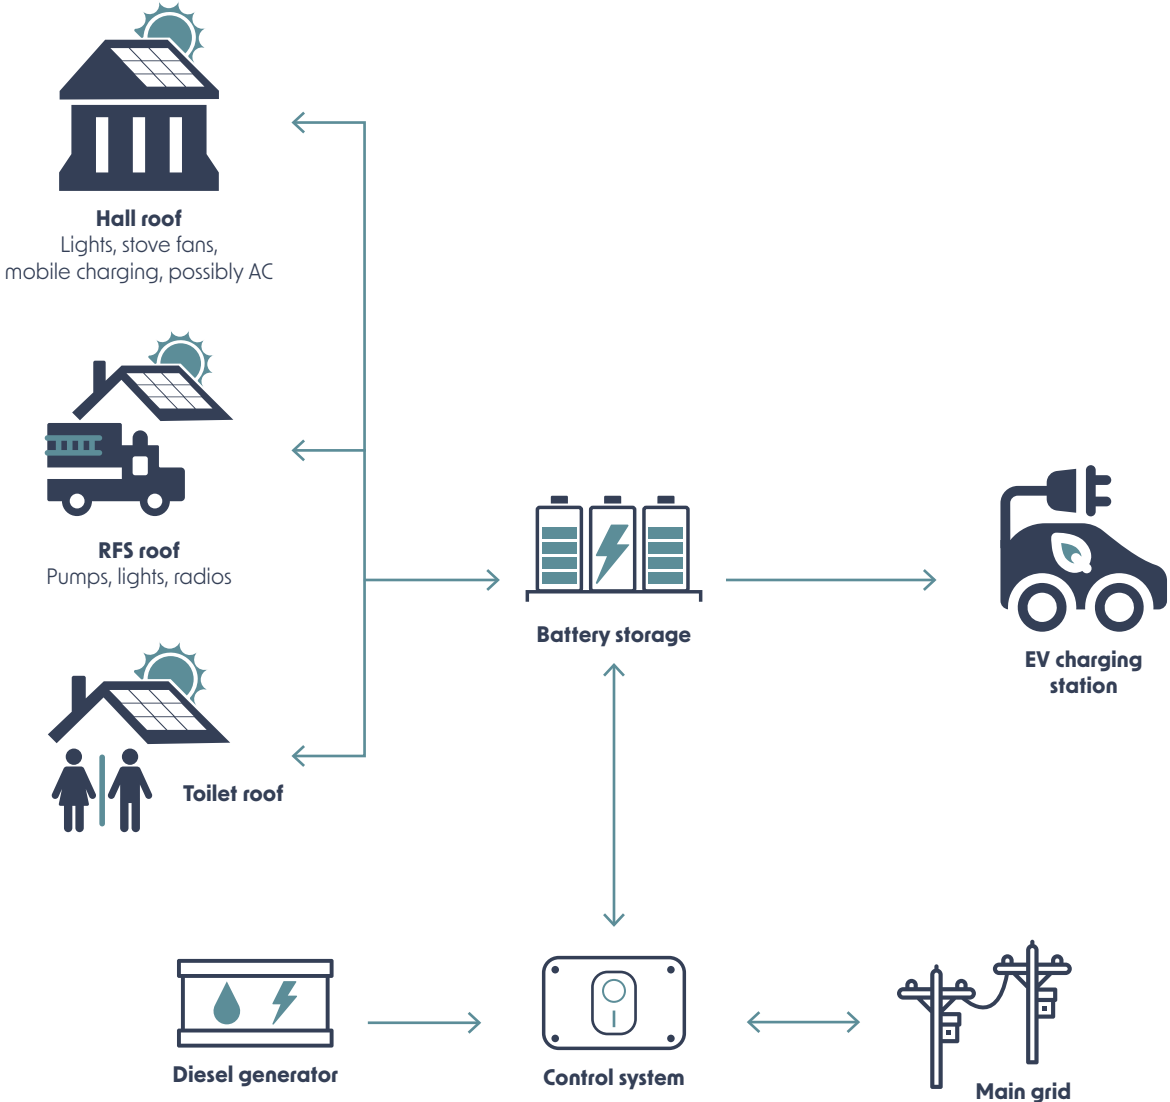 Hall roof
Lights, stove fans,
mobile charging, possibly AC
RFS roof
Pumps, lights, radios
Toilet roof
Battery storage
EV charging
station
Diesel generator
Control system
Main grid